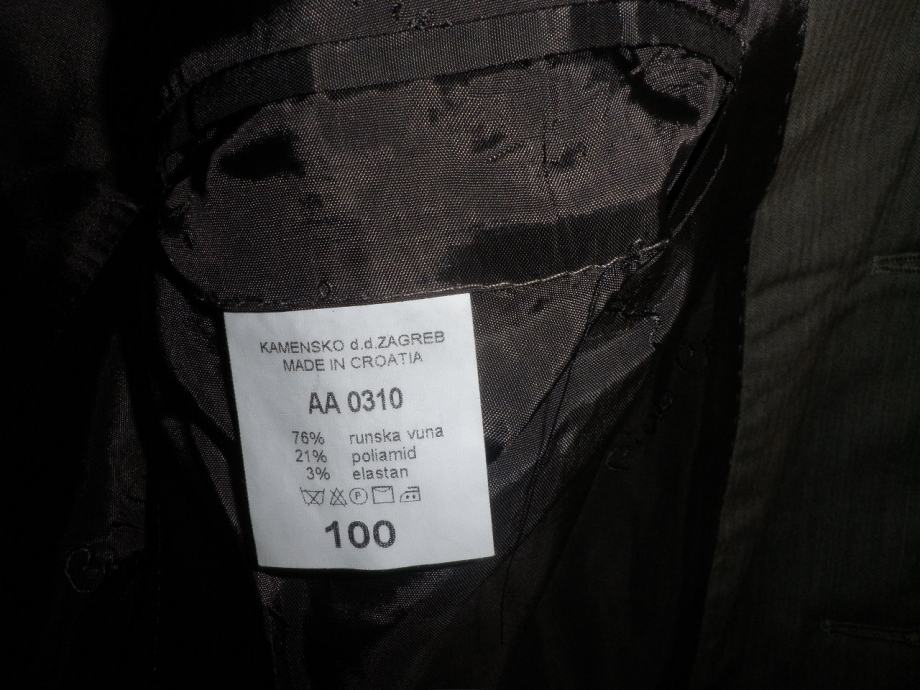 KAMENSKO d.d.ZAGREB
MADE IN CROATIA
AA 0310
76% runska vuna
21% poliamid
3% elastan
P
100